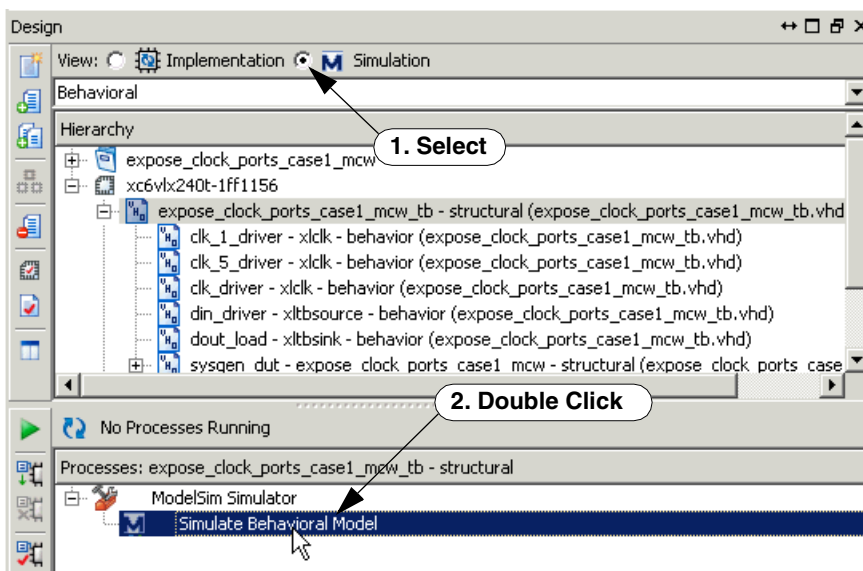 Design
View: Implementation Simulation
Behavioral
Hierarchy
1. Select
expose_clock_ports_case1_mcw
xc6vlx240t-1ff1156
expose_clock_ports_case1_mcw_tb - structural (expose_clock_ports_case1_mcw_tb.vhd
clk_1_driver - xlclk - behavior (expose_clock_ports_case1_mcw_tb.vhd)
clk_5_driver - xlclk - behavior (expose_clock_ports_case1_mcw_tb.vhd)
clk_driver - xlclk - behavior (expose_clock_ports_case1_mcw_tb.vhd)
din_driver - xltbsource - behavior (expose_clock_ports_case1_mcw_tb.vhd)
dout_load - xltbsink - behavior (expose_clock_ports_case1_mcw_tb.vhd)
sysgen_dut - expose_clock_ports_case1_mcw - structural (expose_clock_ports_case
2. Double Click
No Processes Running
Processes: expose_clock_ports_case1_mcw_tb - structural
ModelSim Simulator
Simulate Behavioral Model